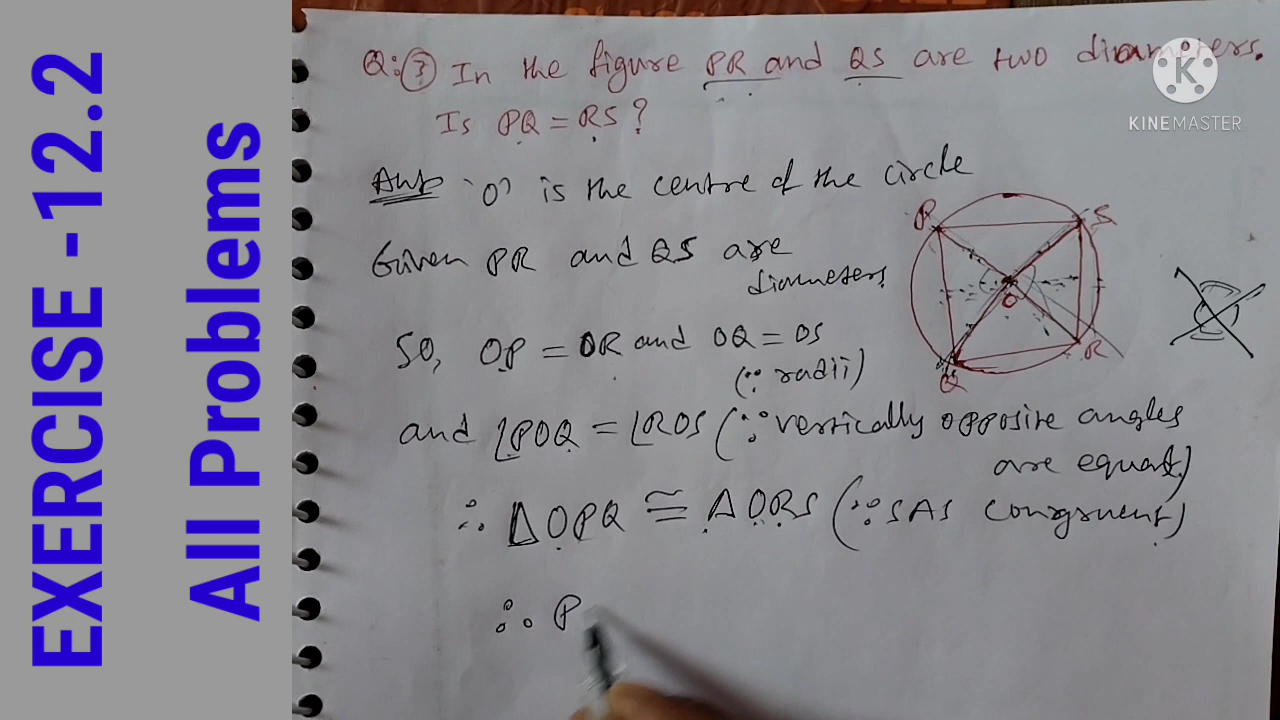 EXERCISE -12.2
All Problems
Q:③ In the figure PR and QS are two diameters.
Is PQ = RS?
Ans 'O' is the centre of the circle
Given PR and QS are
diameters
So, OP = OR and OQ = OS
(∵ radii)
and ∠POQ = ∠ROS (∵ vertically opposite angles
are equal)
∴ ΔOPQ ≅ ΔORS (∵ SAS congruent)
∴ P
P
S
O
Q
R
K
KINEMASTER